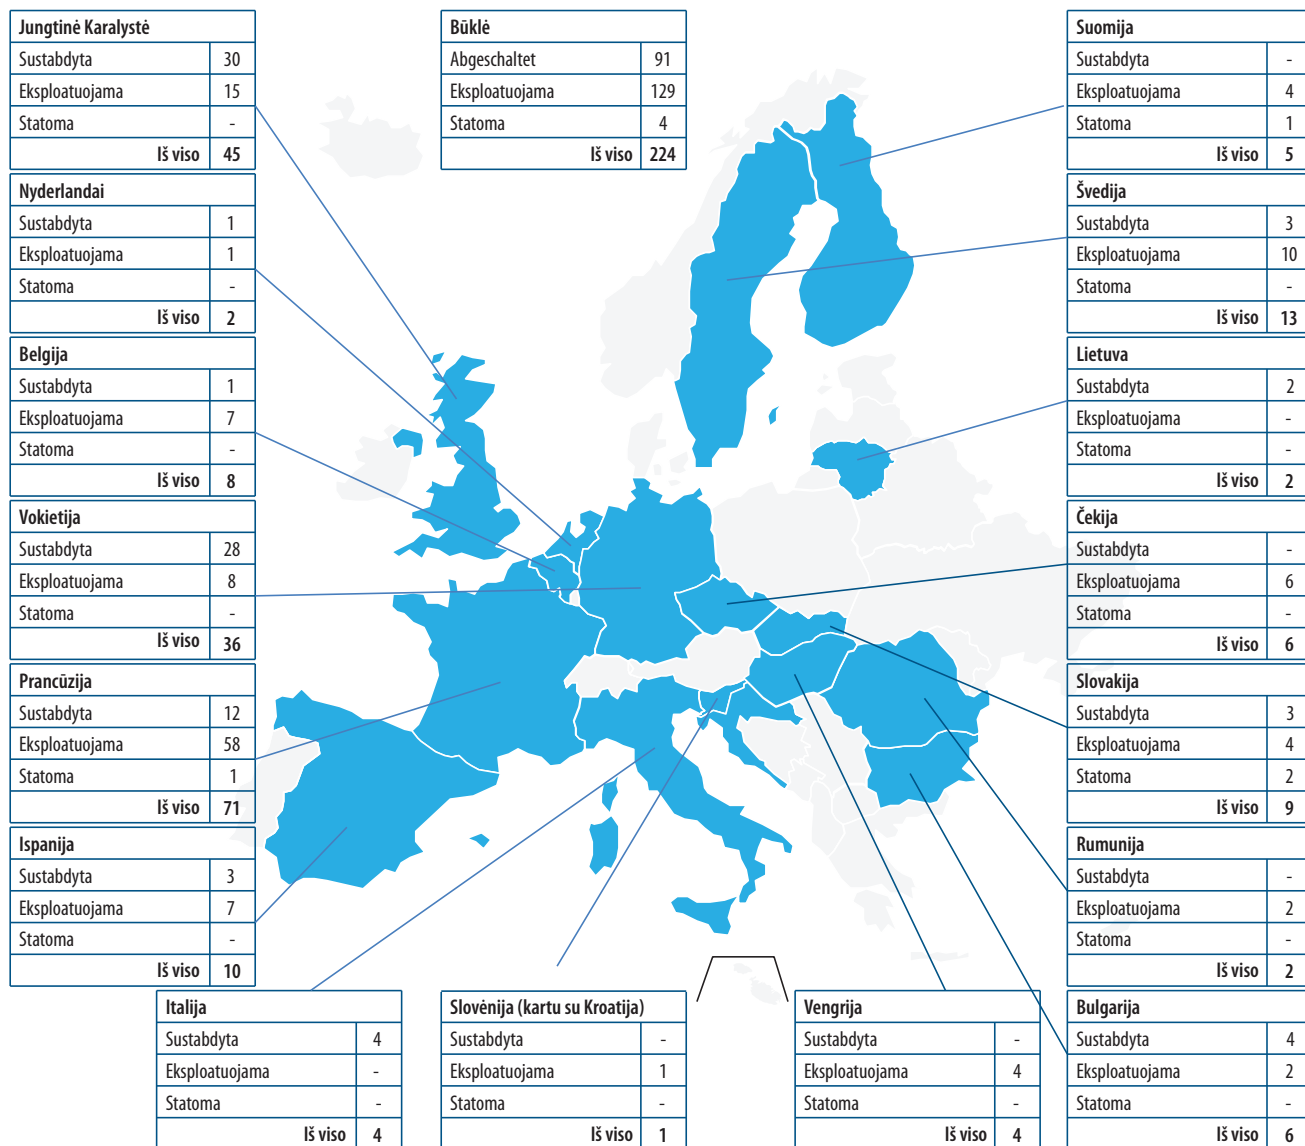 Jungtinė Karalystė
Sustabdyta 30
Eksploatuojama 15
Statoma -
Iš viso 45
Nyderlandai
Sustabdyta 1
Eksploatuojama 1
Statoma -
Iš viso 2
Belgija
Sustabdyta 1
Eksploatuojama 7
Statoma -
Iš viso 8
Vokietija
Sustabdyta 28
Eksploatuojama 8
Statoma -
Iš viso 36
Prancūzija
Sustabdyta 12
Eksploatuojama 58
Statoma 1
Iš viso 71
Ispanija
Sustabdyta 3
Eksploatuojama 7
Statoma -
Iš viso 10
Būklė
Abgeschaltet 91
Eksploatuojama 129
Statoma 4
Iš viso 224
Suomija
Sustabdyta -
Eksploatuojama 4
Statoma 1
Iš viso 5
Švedija
Sustabdyta 3
Eksploatuojama 10
Statoma -
Iš viso 13
Lietuva
Sustabdyta 2
Eksploatuojama -
Statoma -
Iš viso 2
Čekija
Sustabdyta -
Eksploatuojama 6
Statoma -
Iš viso 6
Slovakija
Sustabdyta 3
Eksploatuojama 4
Statoma 2
Iš viso 9
Rumunija
Sustabdyta -
Eksploatuojama 2
Statoma -
Iš viso 2
Italija
Sustabdyta 4
Eksploatuojama -
Statoma -
Iš viso 4
Slovėnija (kartu su Kroatija)
Sustabdyta -
Eksploatuojama 1
Statoma -
Iš viso 1
Vengrija
Sustabdyta -
Eksploatuojama 4
Statoma -
Iš viso 4
Bulgarija
Sustabdyta 4
Eksploatuojama 2
Statoma -
Iš viso 6